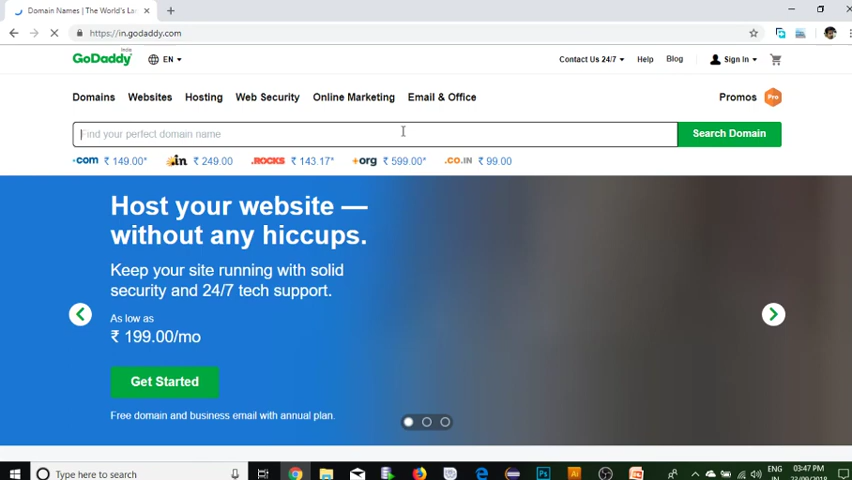 Domain Names | The World's La
https://in.godaddy.com
GoDaddy
EN
Contact Us 24/7
Help
Blog
Sign In
Domains
Websites
Hosting
Web Security
Online Marketing
Email & Office
Promos
Pro
Find your perfect domain name
Search Domain
.com ₹ 149.00*
.in ₹ 249.00
.ROCKS ₹ 143.17*
.org ₹ 599.00*
.CO.IN ₹ 99.00
Host your website —
without any hiccups.
Keep your site running with solid
security and 24/7 tech support.
As low as
₹ 199.00/mo
Get Started
Free domain and business email with annual plan.
Type here to search
Ps
Ai
ENG
IN
03:47 PM
23/09/2018